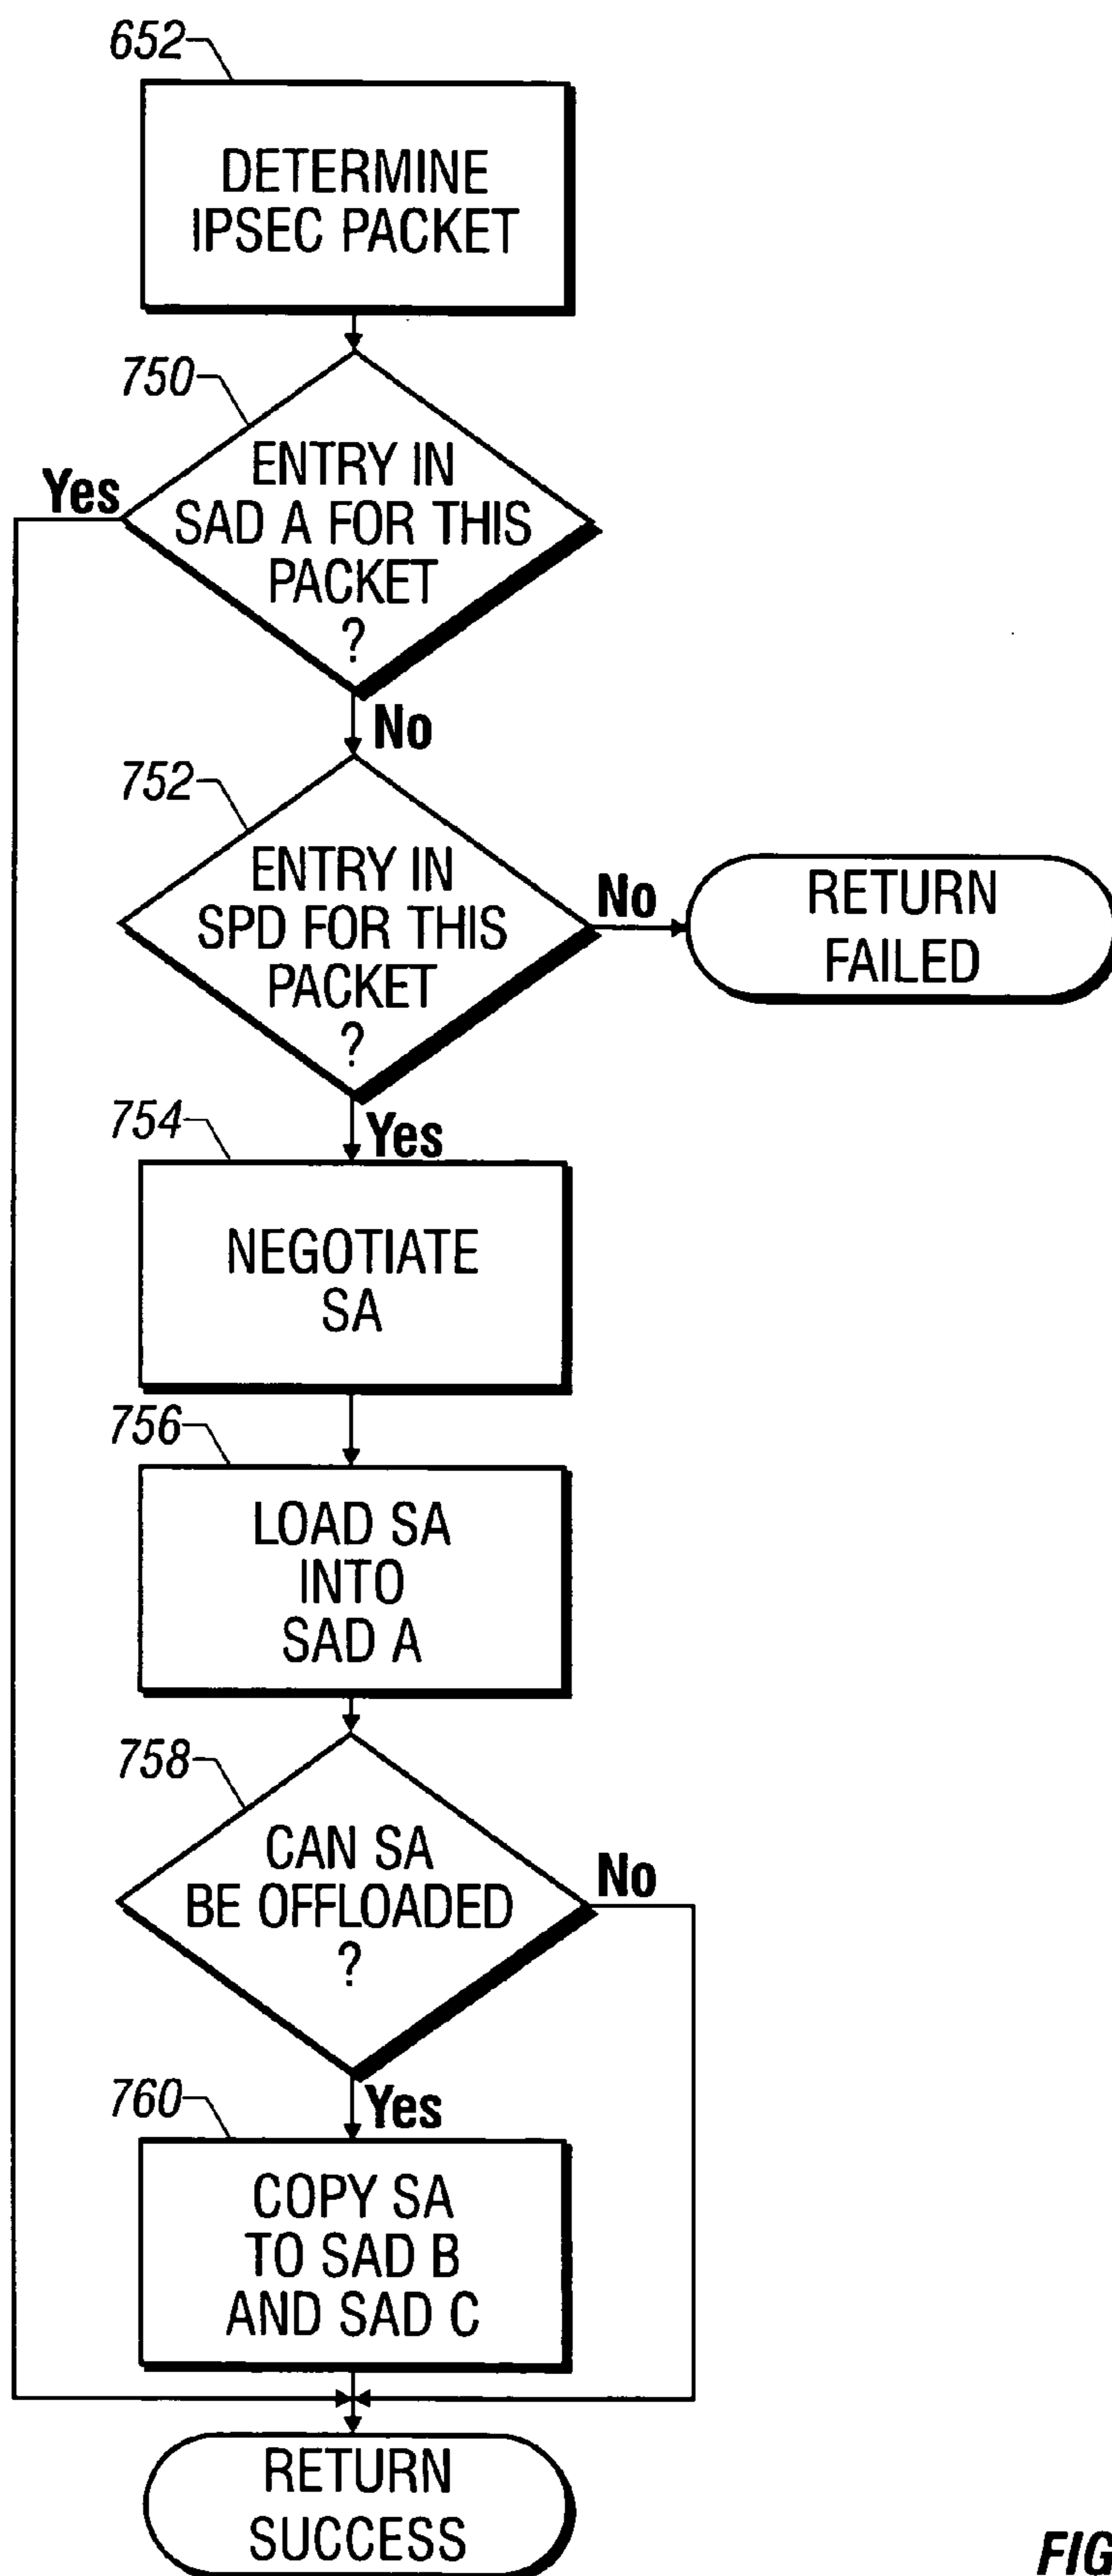 652
DETERMINE
IPSEC PACKET
750
ENTRY IN
SAD A FOR THIS
PACKET
?
Yes
No
752
ENTRY IN
SPD FOR THIS
PACKET
?
No
RETURN
FAILED
Yes
754
NEGOTIATE
SA
756
LOAD SA
INTO
SAD A
758
CAN SA
BE OFFLOADED
?
No
Yes
760
COPY SA
TO SAD B
AND SAD C
RETURN
SUCCESS
FIG